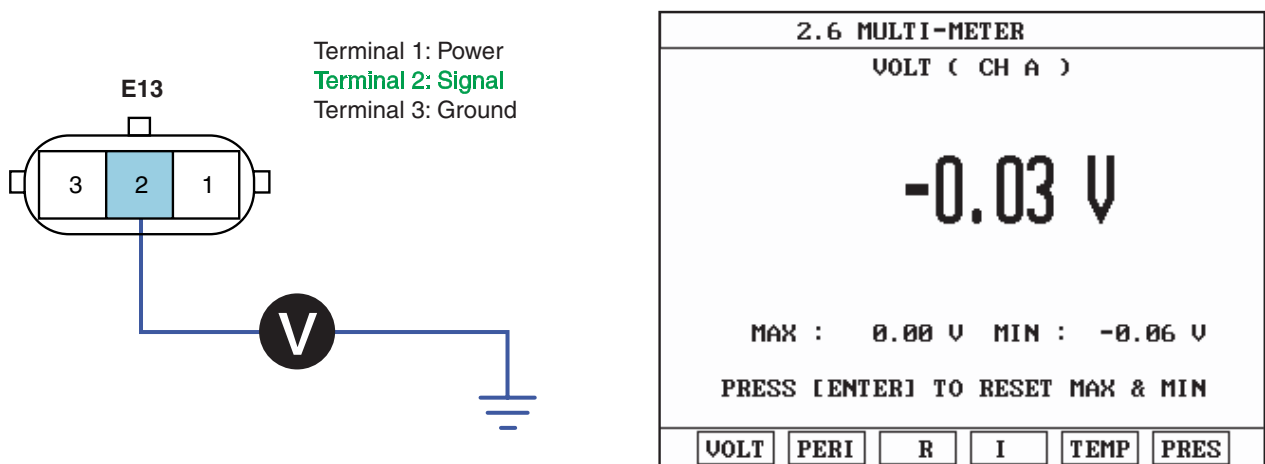 Terminal 1: Power
Terminal 2: Signal
Terminal 3: Ground
E13
3 2 1
V
2.6 MULTI-METER
VOLT ( CH A )
-0.03 V
MAX : 0.00 V MIN : -0.06 V
PRESS [ENTER] TO RESET MAX & MIN
VOLT PERI R I TEMP PRES